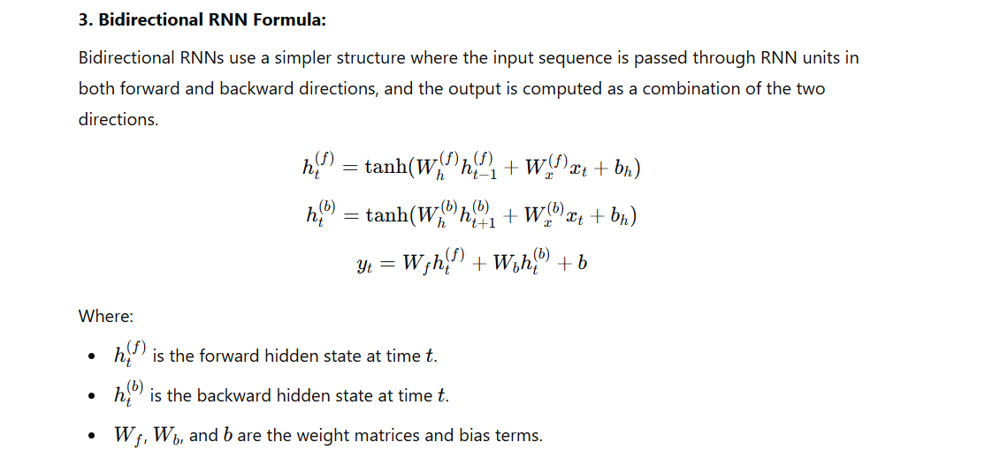 3. Bidirectional RNN Formula:
Bidirectional RNNs use a simpler structure where the input sequence is passed through RNN units in
both forward and backward directions, and the output is computed as a combination of the two
directions.
h_t^{(f)} = tanh(W_h^{(f)} h_{t−1}^{(f)} + W_x^{(f)} x_t + b_h)
h_t^{(b)} = tanh(W_h^{(b)} h_{t+1}^{(b)} + W_x^{(b)} x_t + b_h)
y_t = W_f h_t^{(f)} + W_b h_t^{(b)} + b
Where:
• h_t^{(f)} is the forward hidden state at time t.
• h_t^{(b)} is the backward hidden state at time t.
• W_f, W_b, and b are the weight matrices and bias terms.